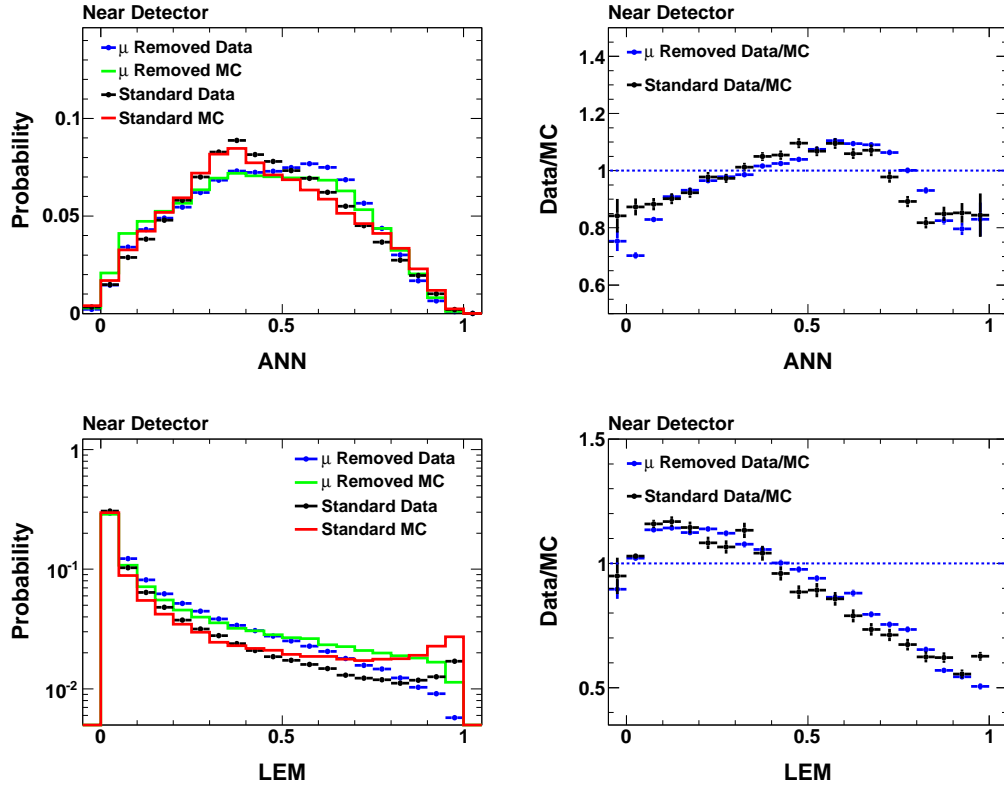 Near Detector
μ Removed Data
μ Removed MC
Standard Data
Standard MC
Probability
0.1
0.05
0
0
0.5
1
ANN
Near Detector
μ Removed Data/MC
Standard Data/MC
Data/MC
1.4
1.2
1
0.8
0.6
0
0.5
1
ANN
Near Detector
μ Removed Data
μ Removed MC
Standard Data
Standard MC
Probability
1
10-1
10-2
0
0.5
1
LEM
Near Detector
μ Removed Data/MC
Standard Data/MC
Data/MC
1.5
1
0.5
0
0.5
1
LEM